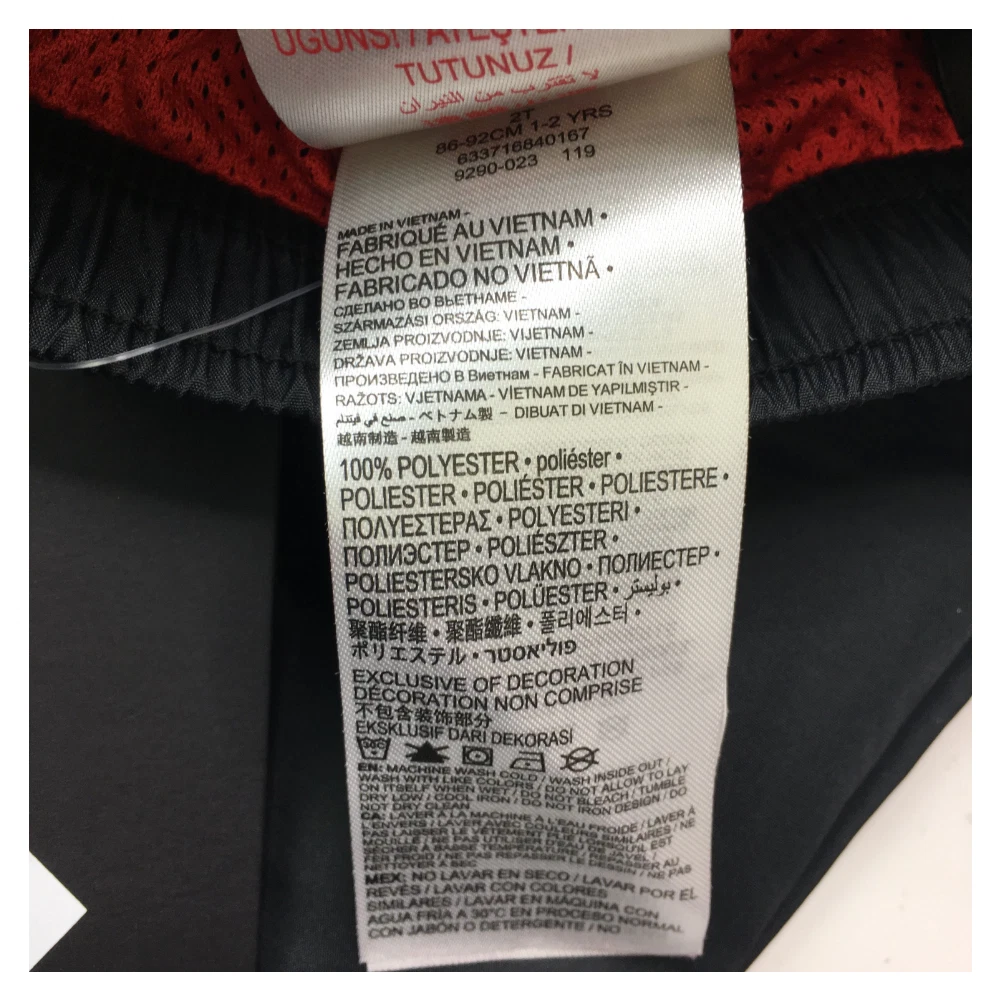 UGUNSI / ATEŞTEN
TUTUNUZ /
لا تقترب من النيران
2T
86-92CM 1-2 YRS
633716640167
9290-023 119
MADE IN VIETNAM -
FABRIQUÉ AU VIETNAM •
HECHO EN VIETNAM •
FABRICADO NO VIETNÃ •
СДЕЛАНО ВО ВЬЕТНАМЕ -
SZÁRMAZÁSI ORSZÁG: VIETNAM -
ZEMLJA PROIZVODNJE: VIJETNAM -
DRŽAVA PROIZVODNJE: VIETNAM -
ПРОИЗВЕДЕНО В Виетнам - FABRICAT ÎN VIETNAM -
RAŽOTS: VJETNAMA - VİETNAM DE YAPILMIŞTIR -
صنع في فيتنام - ベトナム製 - DIBUAT DI VIETNAM -
越南制造 - 越南製造
100% POLYESTER • poliéster •
POLIESTER • POLIÉSTER • POLIESTERE •
ΠΟΛΥΕΣΤΕΡΑΣ • POLYESTERI •
ПОЛИЭСТЕР • POLIÉSZTER •
POLIESTERSKO VLAKNO • ПОЛИЕСТЕР •
POLIESTERIS • POLÜESTER • بوليستر •
聚酯纤维 • 聚酯纖維 • 폴리에스터 •
ポリエステル • פוליאסטר
EXCLUSIVE OF DECORATION
DÉCORATION NON COMPRISE
不包含装饰部分
EKSKLUSIF DARI DEKORASI
EN: MACHINE WASH COLD / WASH INSIDE OUT /
WASH WITH LIKE COLORS / DO NOT ALLOW TO LAY
ON ITSELF WHEN WET / DO NOT BLEACH / TUMBLE
DRY LOW / COOL IRON / DO NOT IRON DESIGN / DO
NOT DRY CLEAN
CA: LAVER À LA MACHINE À L'EAU FROIDE / LAVER À
L'ENVERS / LAVER AVEC COULEURS SIMILAIRES / NE
PAS LAISSER LE VÊTEMENT PLIÉ LORSQU'IL EST
MOUILLÉ / NE PAS UTILISER D'EAU DE JAVEL /
SÉCHER À BASSE TEMPÉRATURE / REPASSER AU
FER FROID / NE PAS REPASSER LE DESSIN / NE PAS
NETTOYER À SEC
MEX: NO LAVAR EN SECO / LAVAR POR EL
REVÉS / LAVAR CON COLORES
SIMILARES / LAVAR EN MÁQUINA CON
AGUA FRÍA A 30°C EN PROCESO NORMAL
CON JABÓN O DETERGENTE / NO